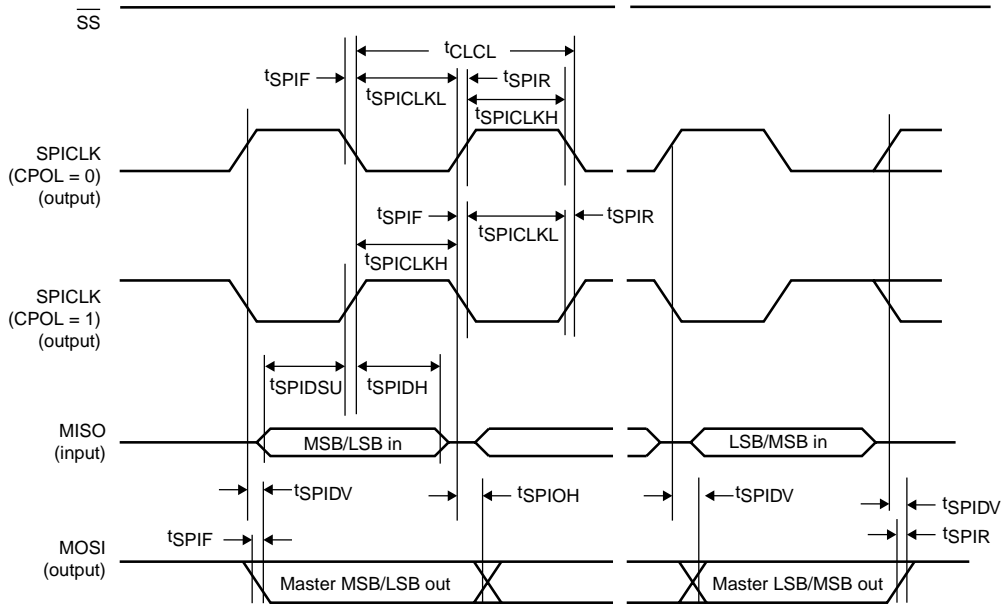 SS
tCLCL
tSPIF
tSPICLKL
tSPIR
tSPICLKH
SPICLK
(CPOL = 0)
(output)
tSPIF
tSPICLKL
tSPIR
tSPICLKH
SPICLK
(CPOL = 1)
(output)
tSPIDSU
tSPIDH
MISO
(input)
MSB/LSB in
LSB/MSB in
tSPIDV
tSPIOH
tSPIDV
tSPIDV
tSPIF
tSPIR
MOSI
(output)
Master MSB/LSB out
Master LSB/MSB out